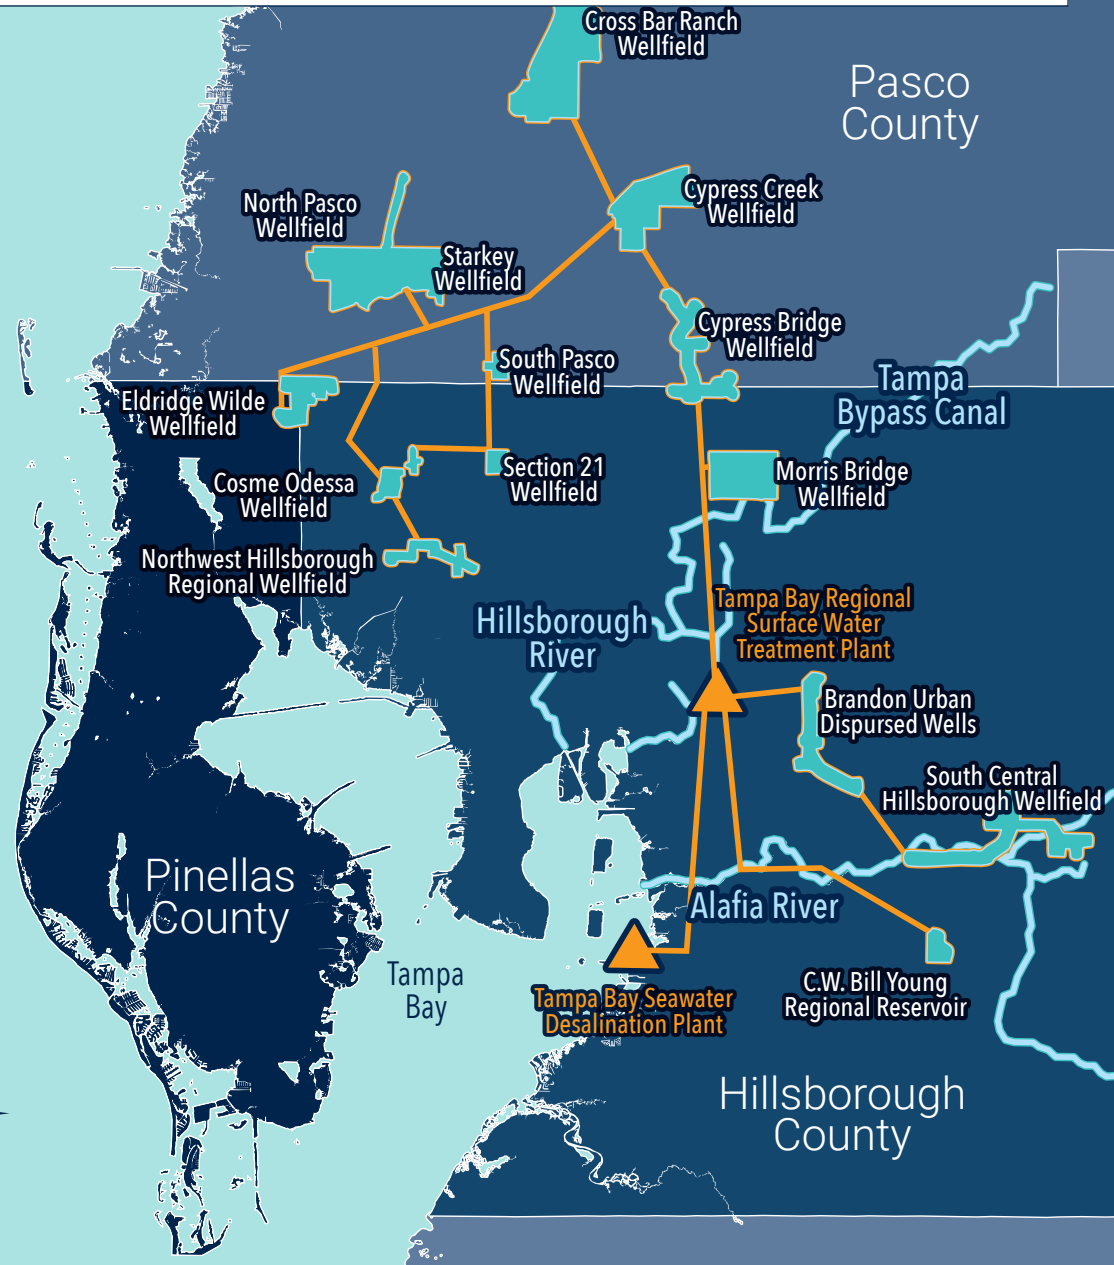 Cross Bar Ranch
Wellfield
Pasco
County
North Pasco
Wellfield
Cypress Creek
Wellfield
Starkey
Wellfield
Cypress Bridge
Wellfield
South Pasco
Wellfield
Tampa
Bypass Canal
Eldridge Wilde
Wellfield
Section 21
Wellfield
Morris Bridge
Wellfield
Cosme Odessa
Wellfield
Northwest Hillsborough
Regional Wellfield
Hillsborough
River
Tampa Bay Regional
Surface Water
Treatment Plant
Brandon Urban
Dispursed Wells
South Central
Hillsborough Wellfield
Pinellas
County
Alafia River
Tampa
Bay
Tampa Bay Seawater
Desalination Plant
C.W. Bill Young
Regional Reservoir
Hillsborough
County